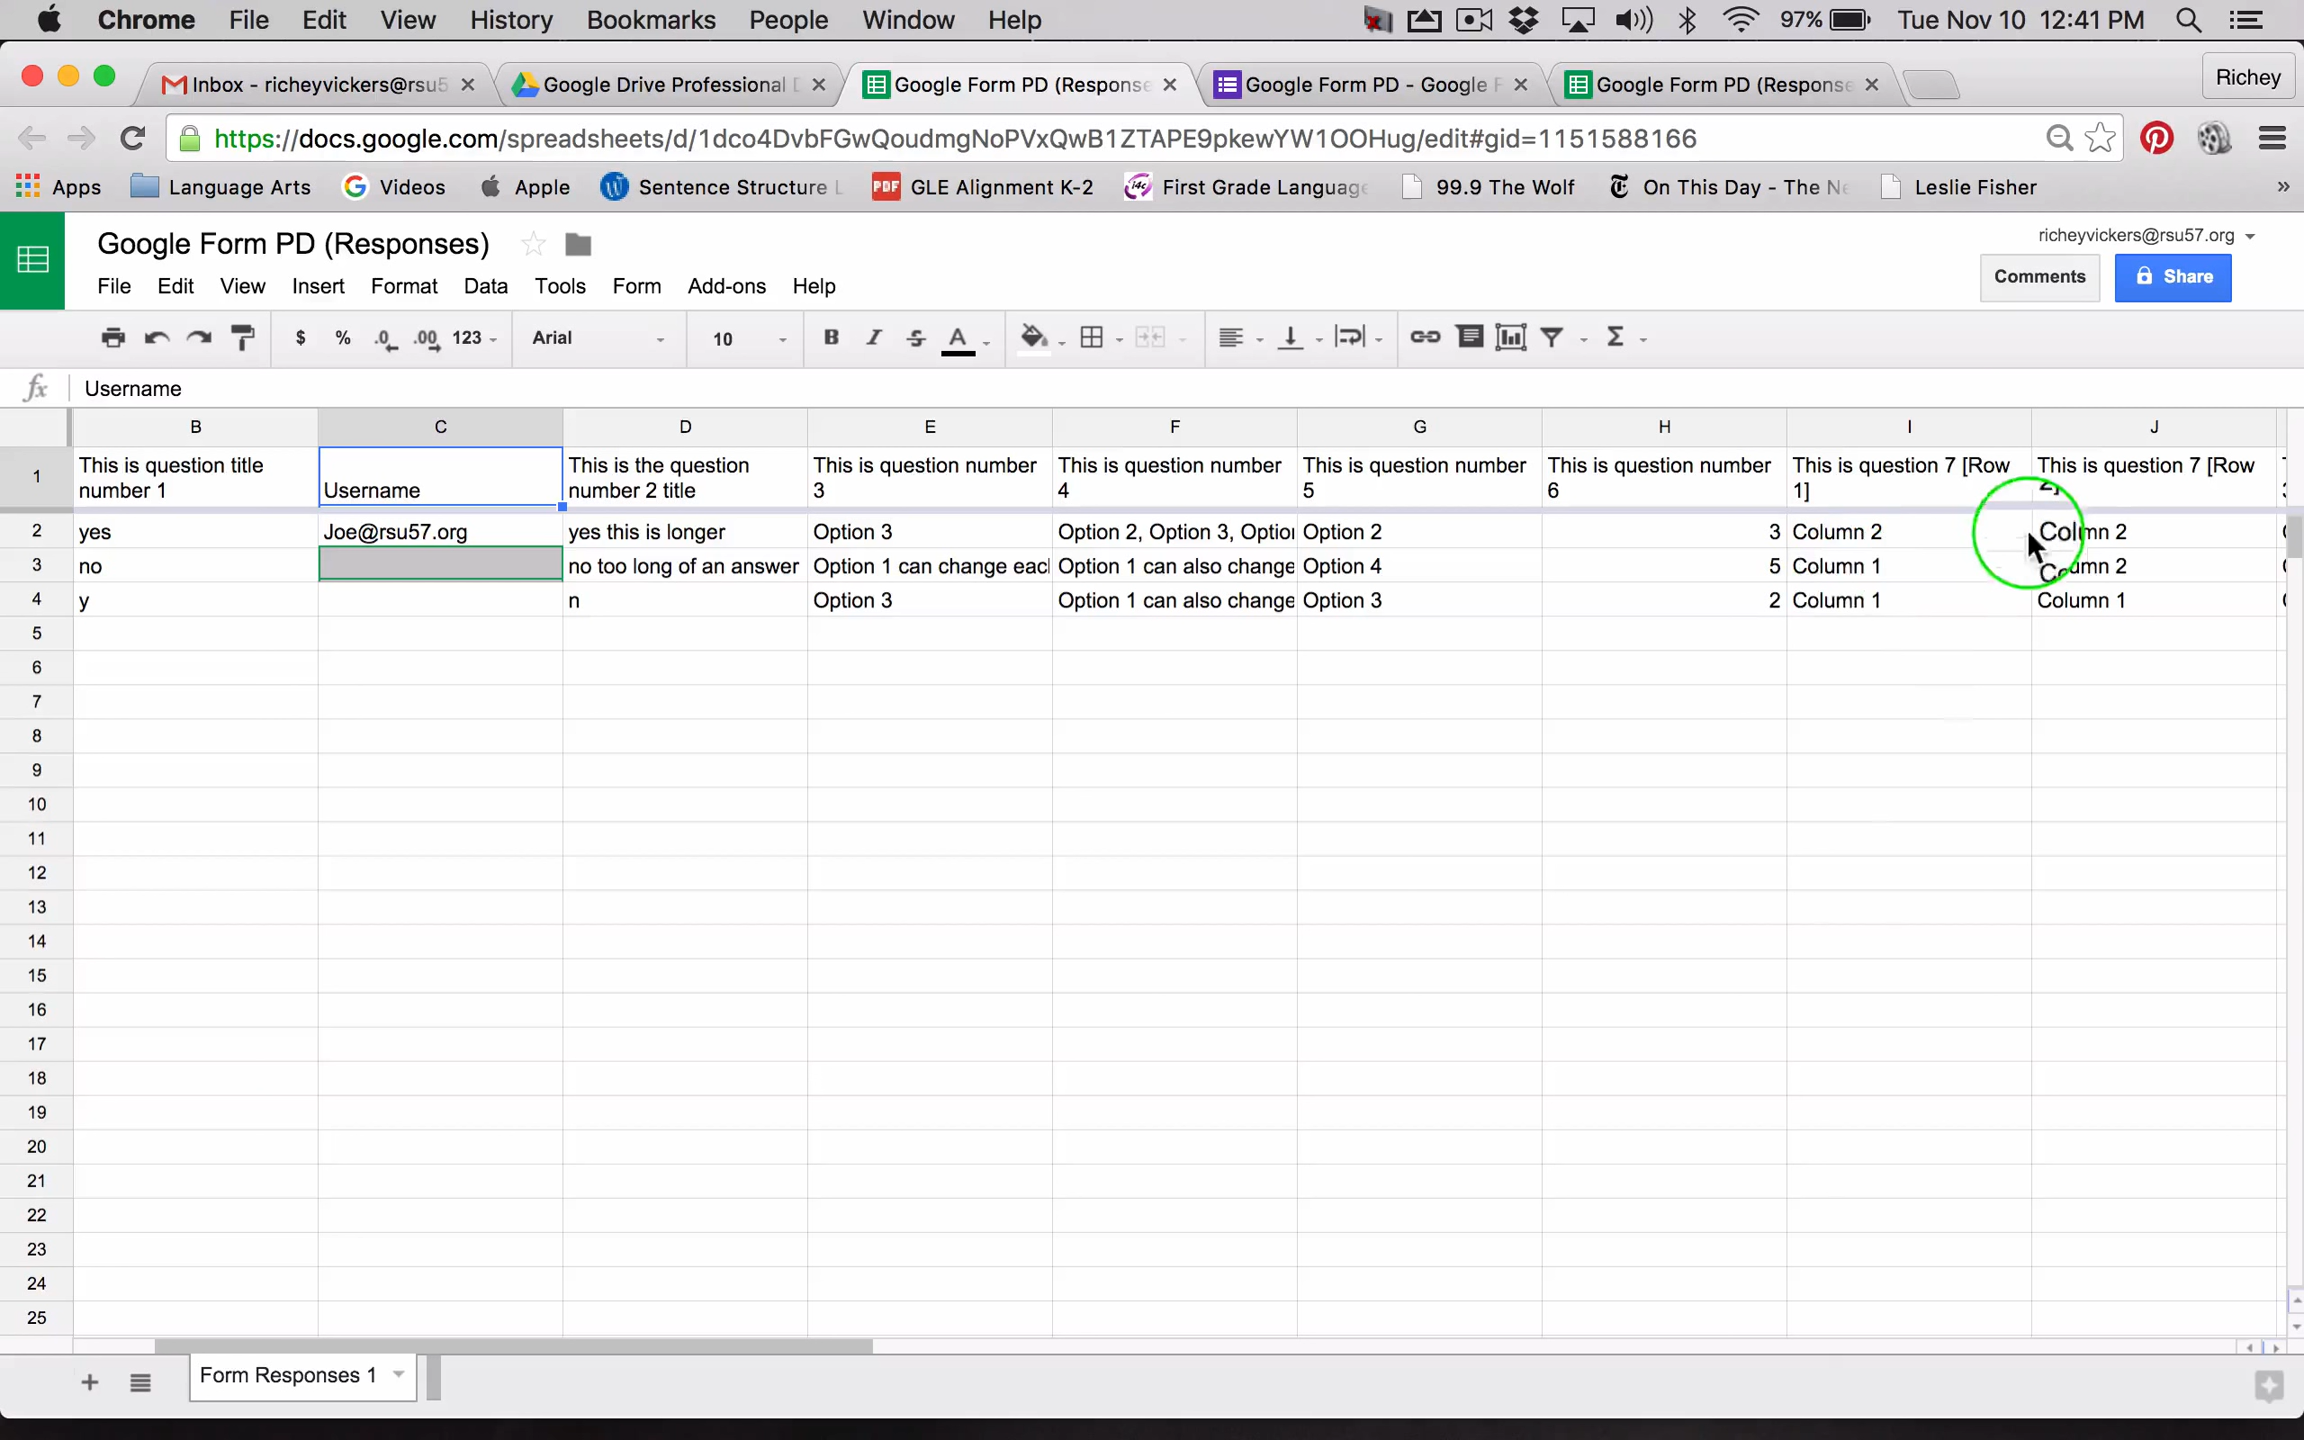 Chrome File Edit View History Bookmarks People Window Help 97% Tue Nov 10 12:41 PM
Inbox - richeyvickers@rsu5
Google Drive Professional D
Google Form PD (Response
Google Form PD - Google F
Google Form PD (Response
Richey
https://docs.google.com/spreadsheets/d/1dco4DvbFGwQoudmgNoPVxQwB1ZTAPE9pkewYW1OOHug/edit#gid=1151588166
Apps Language Arts Videos Apple Sentence Structure L GLE Alignment K-2 First Grade Language 99.9 The Wolf On This Day - The Ne Leslie Fisher »
Google Form PD (Responses)
richeyvickers@rsu57.org
File Edit View Insert Format Data Tools Form Add-ons Help
Comments Share
$ % .0 .00 123 Arial 10 B I S A Σ
fx Username
B C D E F G H I J
1
This is question title number 1
Username
This is the question number 2 title
This is question number 3
This is question number 4
This is question number 5
This is question number 6
This is question 7 [Row 1]
This is question 7 [Row 2]
2 yes Joe@rsu57.org yes this is longer Option 3 Option 2, Option 3, Option Option 2 3 Column 2 Column 2
3 no no too long of an answer Option 1 can change eac Option 1 can also change Option 4 5 Column 1 Column 2
4 y n Option 3 Option 1 can also change Option 3 2 Column 1 Column 1
5
6
7
8
9
10
11
12
13
14
15
16
17
18
19
20
21
22
23
24
25
+ Form Responses 1